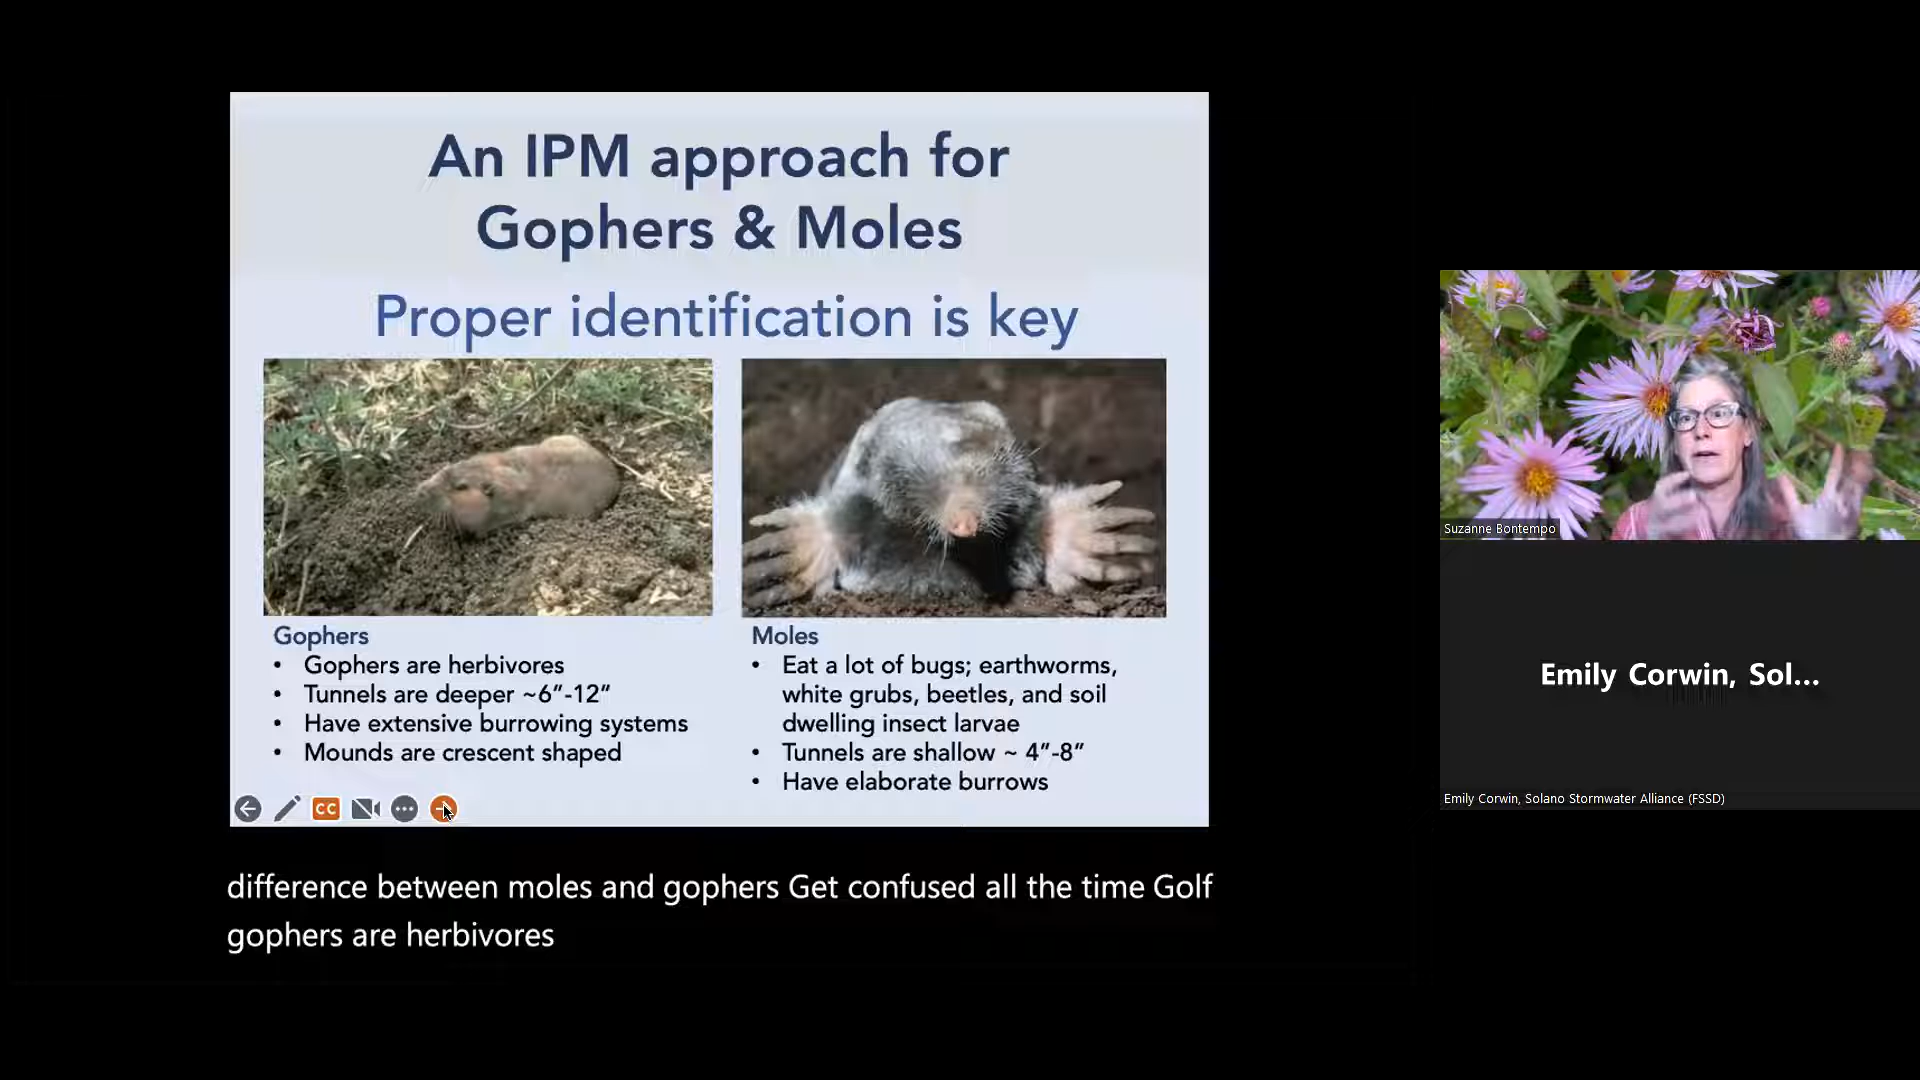 An IPM approach for
Gophers & Moles
Proper identification is key
Gophers
• Gophers are herbivores
• Tunnels are deeper ~6”-12”
• Have extensive burrowing systems
• Mounds are crescent shaped
Moles
• Eat a lot of bugs; earthworms,
white grubs, beetles, and soil
dwelling insect larvae
• Tunnels are shallow ~ 4”-8”
• Have elaborate burrows
CC
difference between moles and gophers Get confused all the time Golf
gophers are herbivores
Suzanne Bontempo
Emily Corwin, Sol...
Emily Corwin, Solano Stormwater Alliance (FSSD)